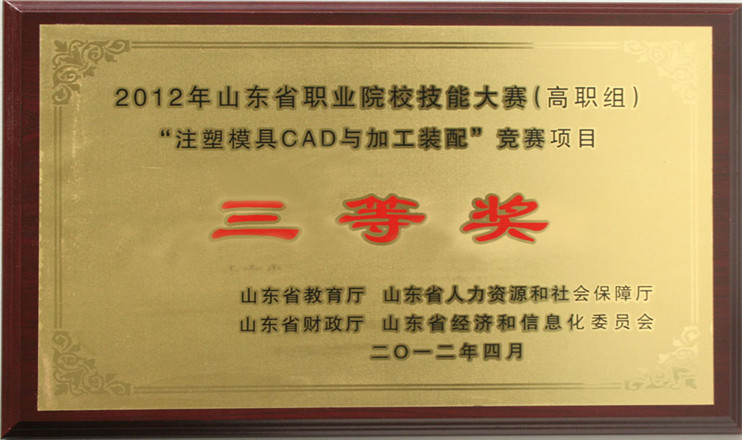 2012年山东省职业院校技能大赛(高职组)
“注塑模具CAD与加工装配”竞赛项目
三等奖
山东省教育厅 山东省人力资源和社会保障厅
山东省财政厅 山东省经济和信息化委员会
二〇一二年四月